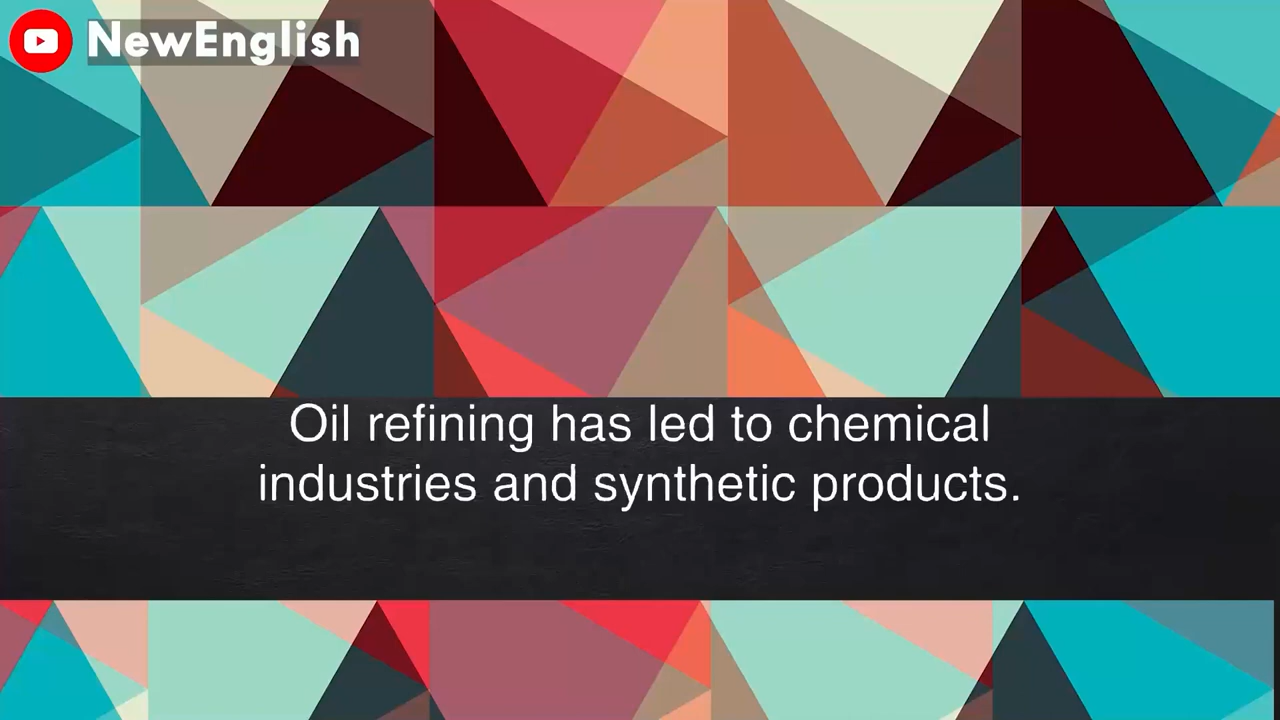 NewEnglish
Oil refining has led to chemical
industries and synthetic products.